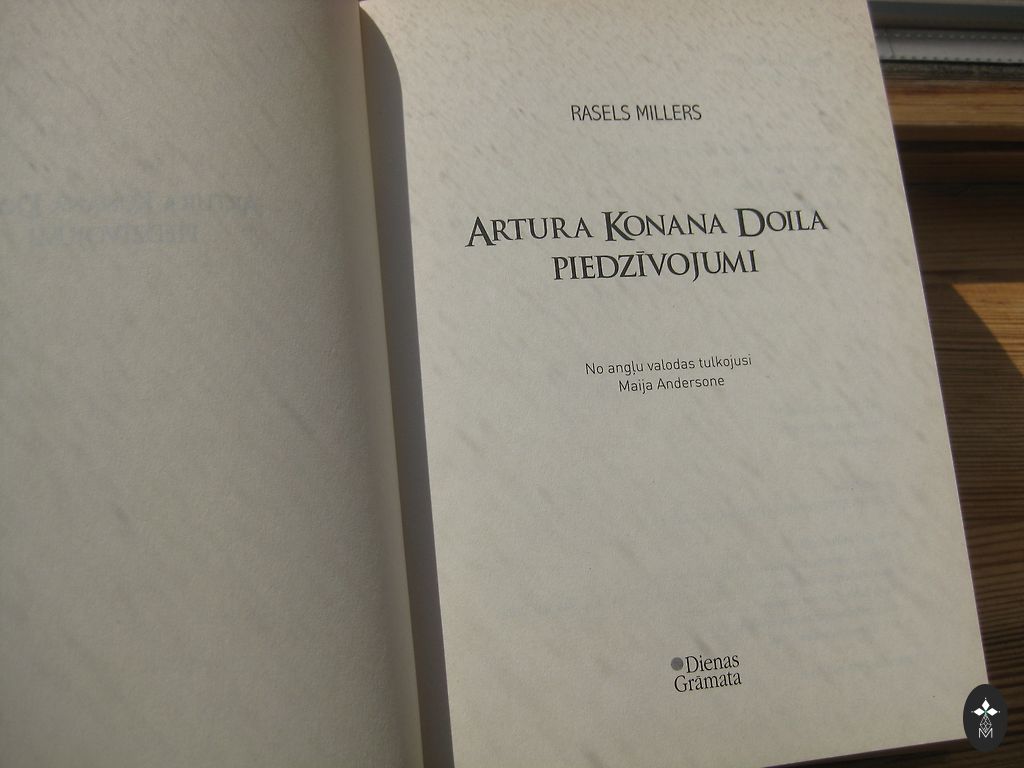 RASELS MILLERS
ARTURA KONANA DOILA
PIEDZĪVOJUMI
No angļu valodas tulkojusi
Maija Andersone
Dienas
Grāmata